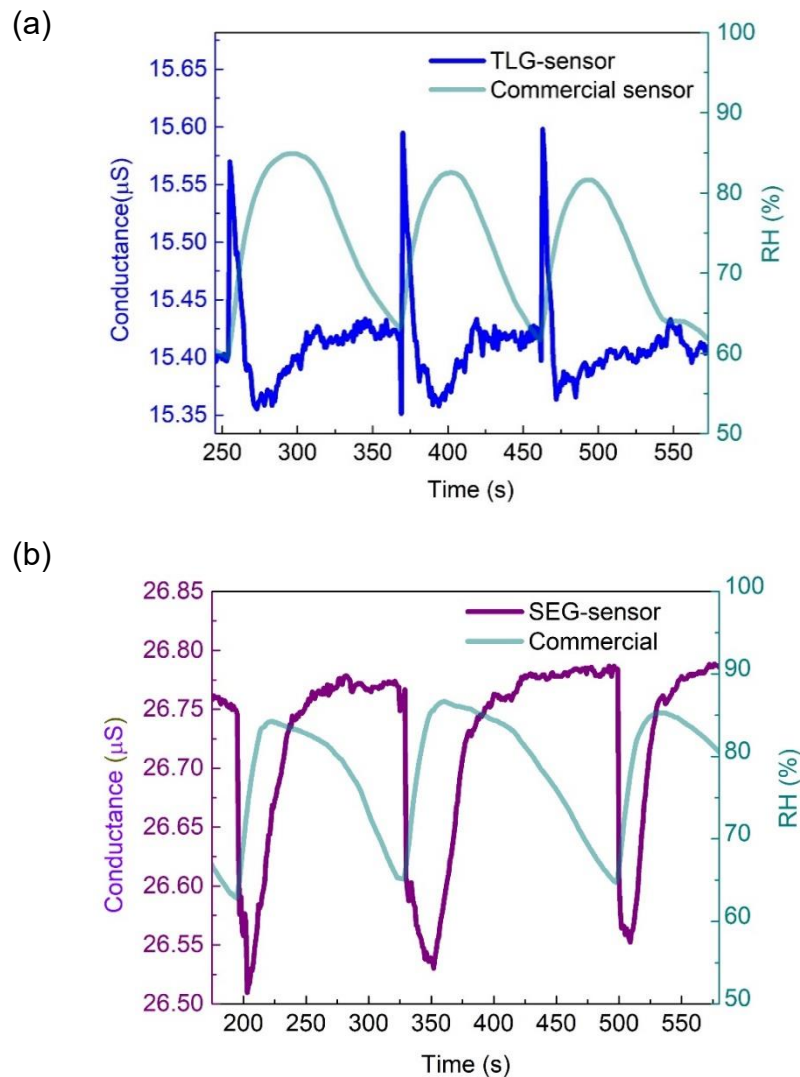 (a)
TLG-sensor
Commercial sensor
Conductance(µS)
15.65
15.60
15.55
15.50
15.45
15.40
15.35
100
90
80
70
60
50
RH (%)
250 300 350 400 450 500 550
Time (s)
(b)
SEG-sensor
Commercial
Conductance (µS)
26.85
26.80
26.75
26.70
26.65
26.60
26.55
26.50
100
90
80
70
60
50
RH (%)
200 250 300 350 400 450 500 550
Time (s)